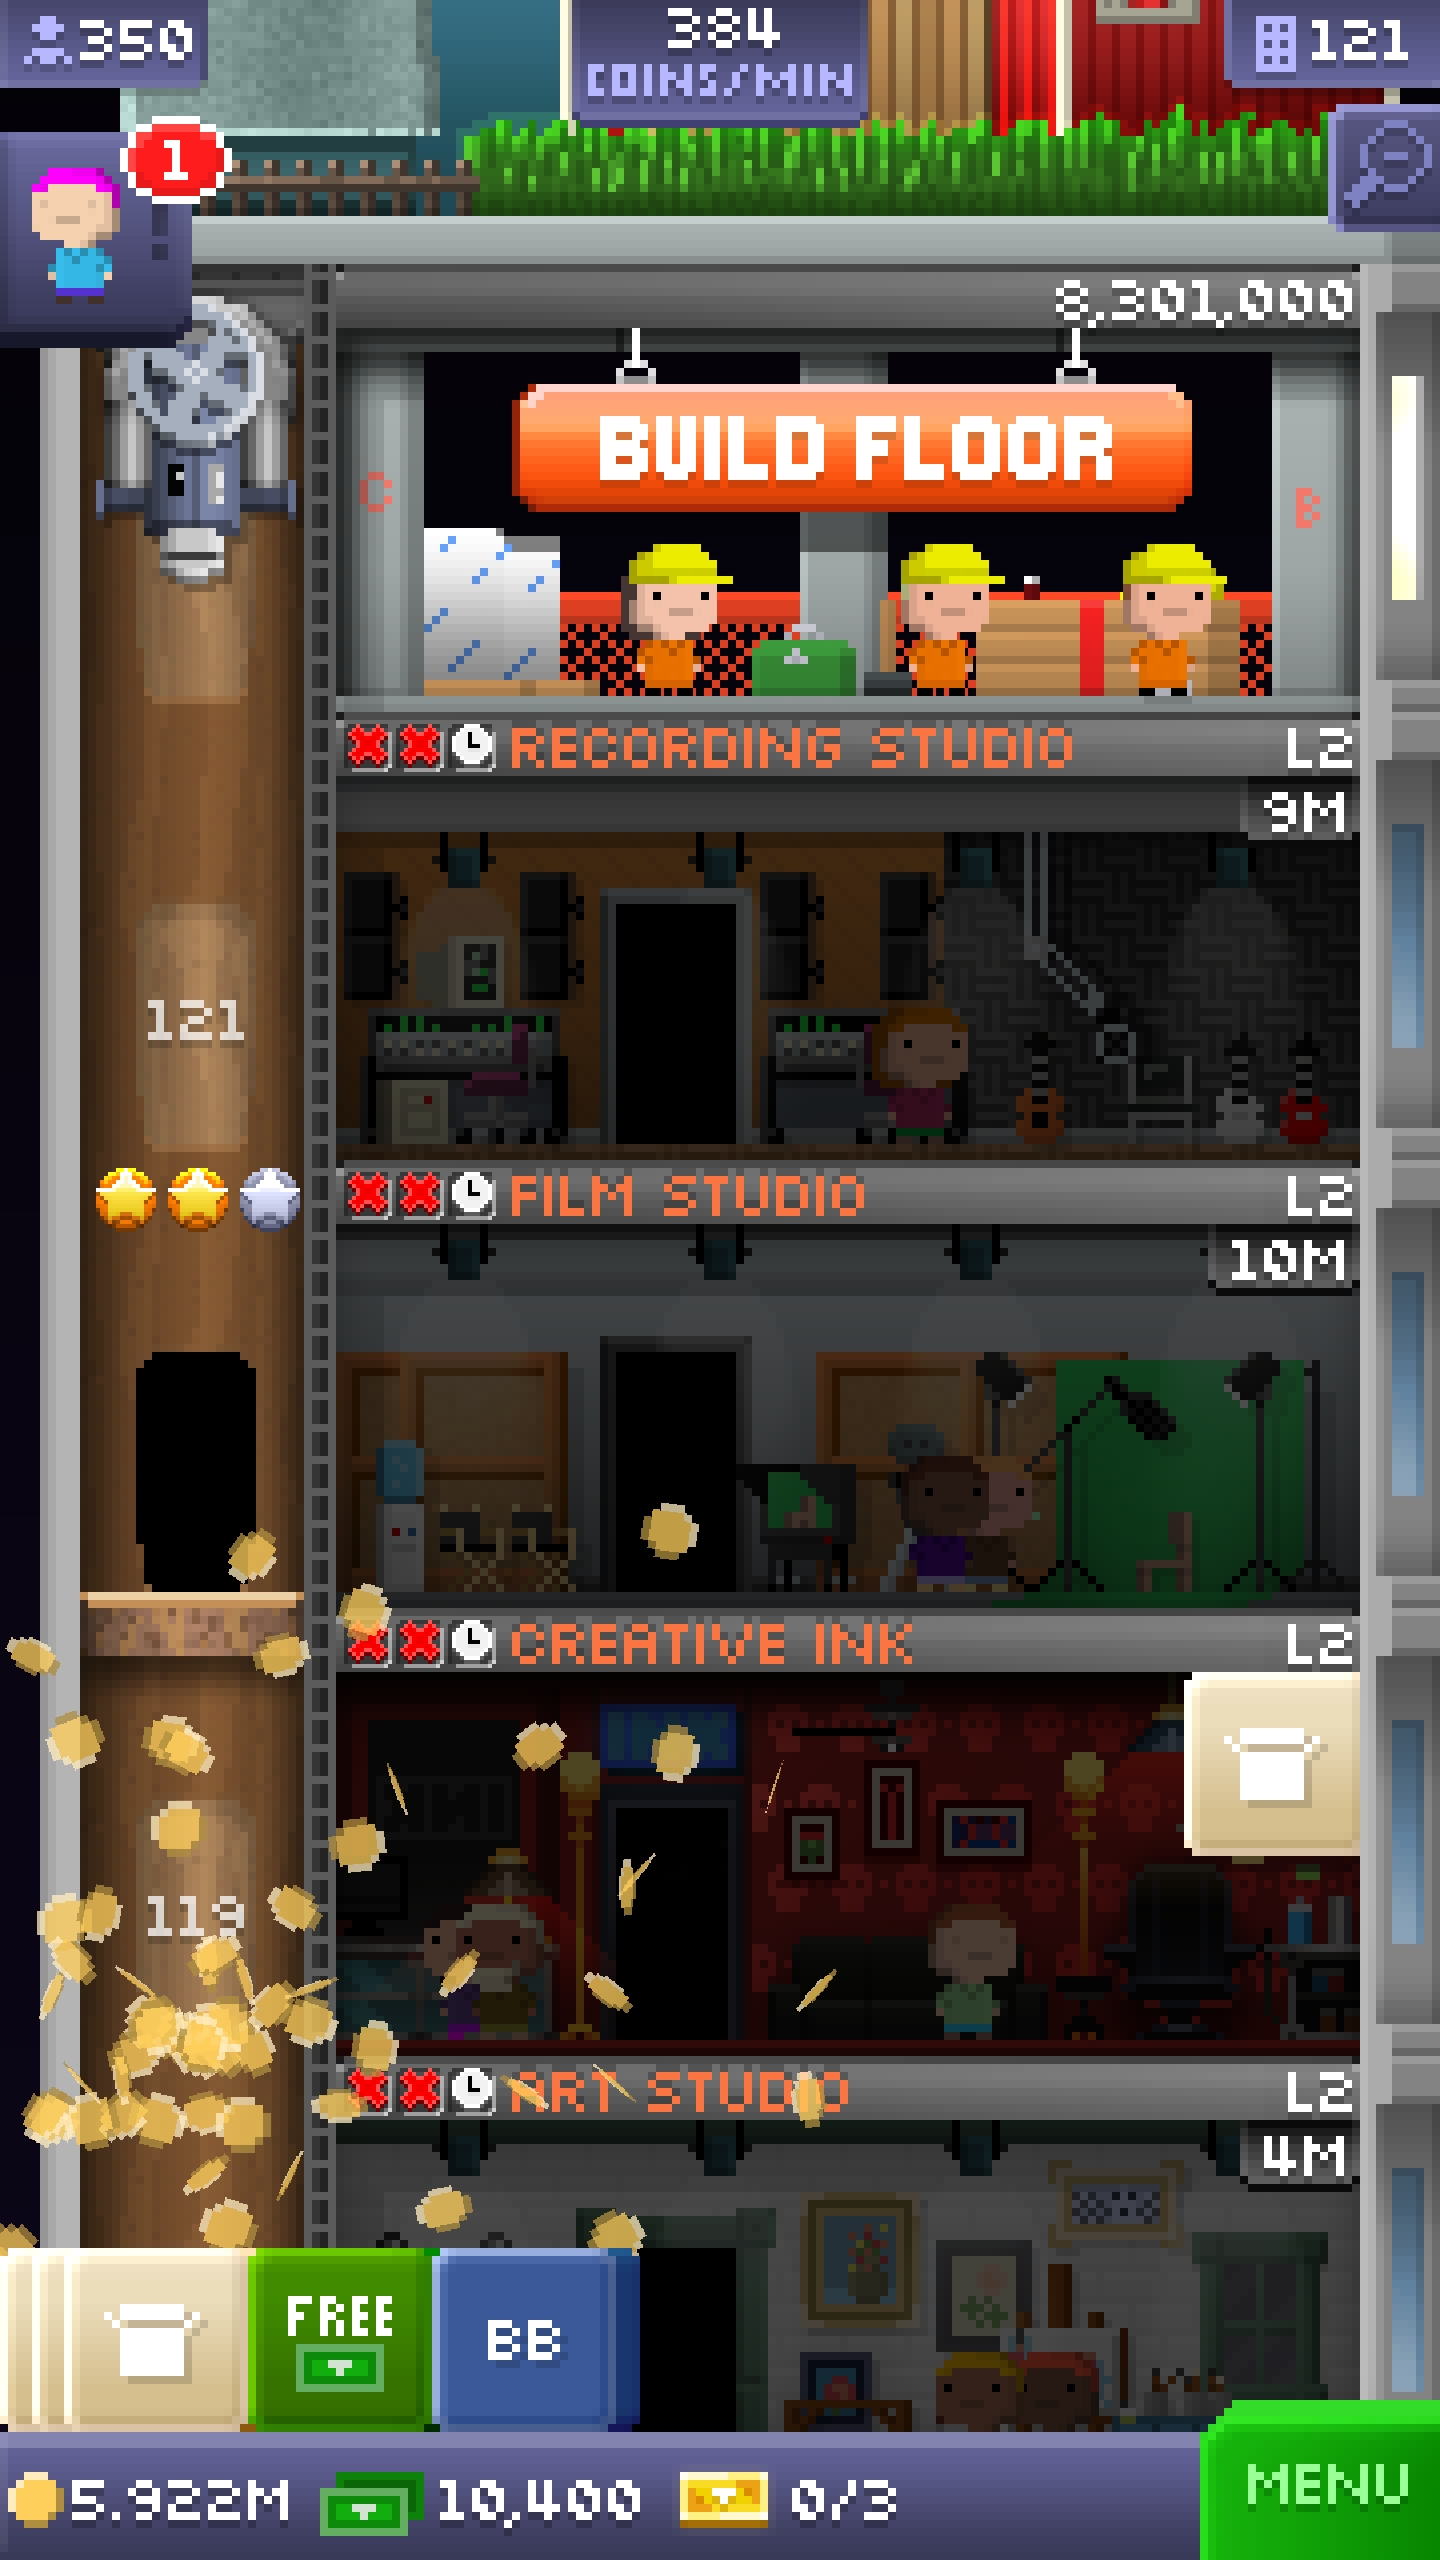 350
384
COINS/MIN
121
1
8,301,000
BUILD FLOOR
C
B
RECORDING STUDIO L2
9M
121
FILM STUDIO L2
10M
CREATIVE INK L2
INK
119
ART STUDIO L2
4M
FREE
BB
5.922M 10,400 0/3
MENU